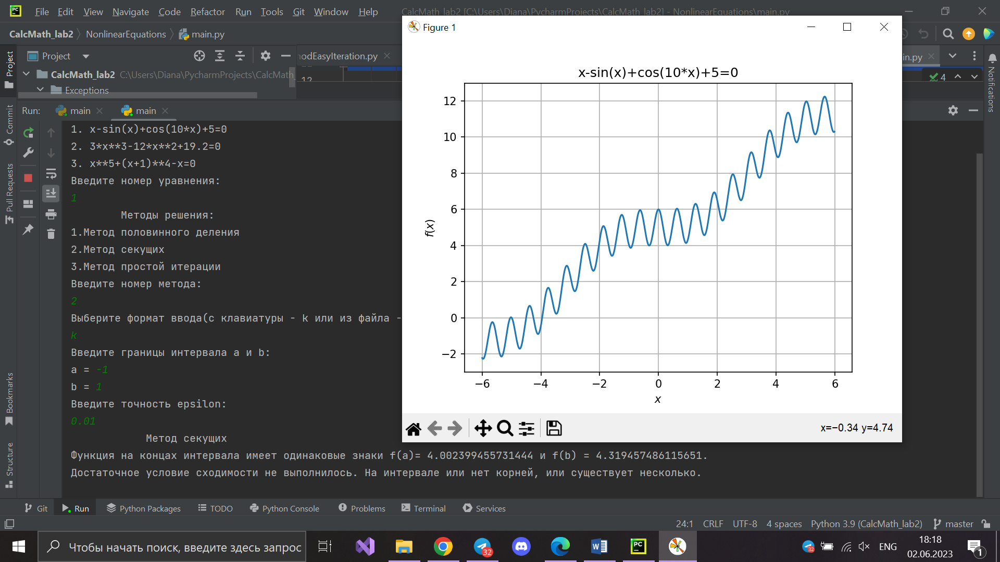 File Edit View Navigate Code Refactor Run Tools Git Window Help CalcMath_lab2 [C:\Users\Diana\PycharmProjects\CalcMath_lab2] - NonlinearEquations\main.py
CalcMath_lab2 NonlinearEquations main.py
Project
Project
odEasyIteration.py
in.py
CalcMath_lab2 C:\Users\Diana\PycharmProjects\CalcMath_
12
4
Exceptions
Notifications
Run: main main
Commit
Pull Requests
Bookmarks
Structure
1. x-sin(x)+cos(10*x)+5=0
2. 3*x**3-12*x**2+19.2=0
3. x**5+(x+1)**4-x=0
Введите номер уравнения:
1
Методы решения:
1.Метод половинного деления
2.Метод секущих
3.Метод простой итерации
Введите номер метода:
2
Выберите формат ввода(с клавиатуры - k или из файла -
k
Введите границы интервала a и b:
a = -1
b = 1
Введите точность epsilon:
0.01
Метод секущих
Функция на концах интервала имеет одинаковые знаки f(a)= 4.002399455731444 и f(b) = 4.319457486115651.
Достаточное условие сходимости не выполнилось. На интервале или нет корней, или существует несколько.
Figure 1
x-sin(x)+cos(10*x)+5=0
12
10
8
6
4
2
0
−2
f(x)
−6 −4 −2 0 2 4 6
x
x=−0.34 y=4.74
Git Run Python Packages TODO Python Console Problems Terminal Services
24:1 CRLF UTF-8 4 spaces Python 3.9 (CalcMath_lab2) master
Чтобы начать поиск, введите здесь запрос
PC
32
PC
32
ENG
18:18
02.06.2023
1